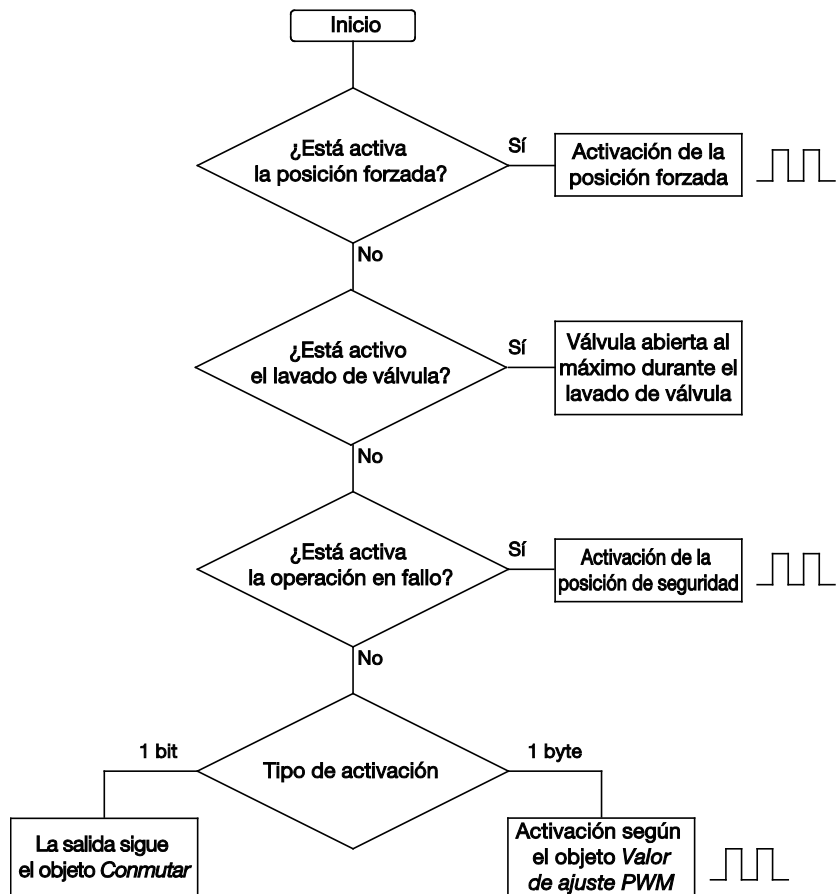 Inicio
¿Está activa
la posición forzada?
Sí
Activación de la
posición forzada
No
¿Está activo
el lavado de válvula?
Sí
Válvula abierta al
máximo durante el
lavado de válvula
No
¿Está activa
la operación en fallo?
Sí
Activación de la
posición de seguridad
No
1 bit
Tipo de activación
1 byte
La salida sigue
el objeto Conmutar
Activación según
el objeto Valor
de ajuste PWM